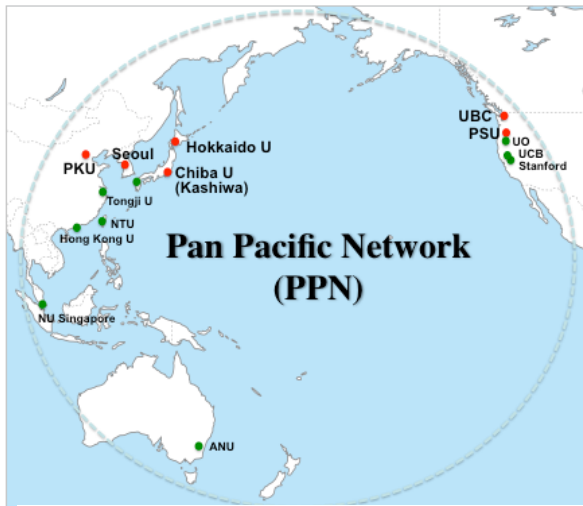 UBC
PSU
UO
UCB
Stanford
Hokkaido U
Seoul
PKU
Chiba U
(Kashiwa)
Tongji U
NTU
Hong Kong U
Pan Pacific Network
(PPN)
NU Singapore
ANU